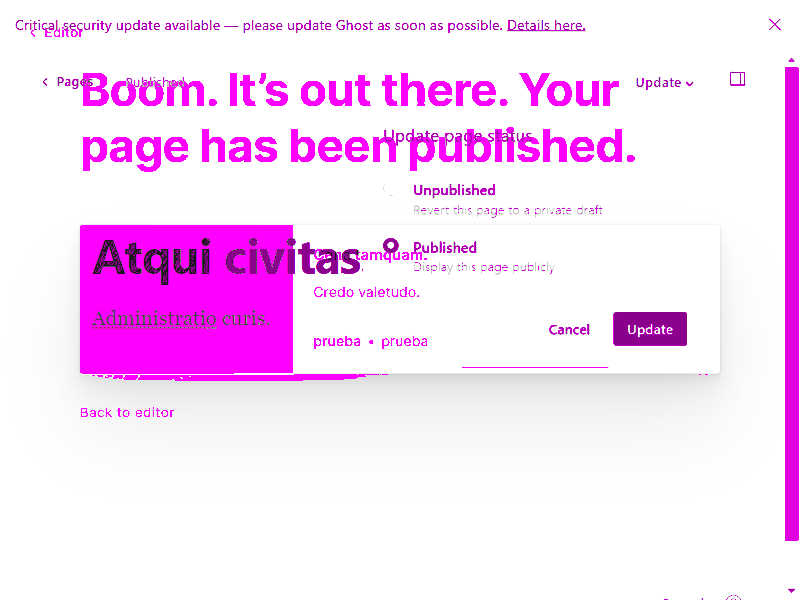 Critical security update available — please update Ghost as soon as possible. Details here.
Editor
Pages
Published
Update
Boom. It's out there. Your
page has been published.
Update page status
Unpublished
Revert this page to a private draft
Published
Display this page publicly
Atqui civitas
Administratio curis.
tamquam.
Credo valetudo.
prueba • prueba
Cancel
Update
Back to editor